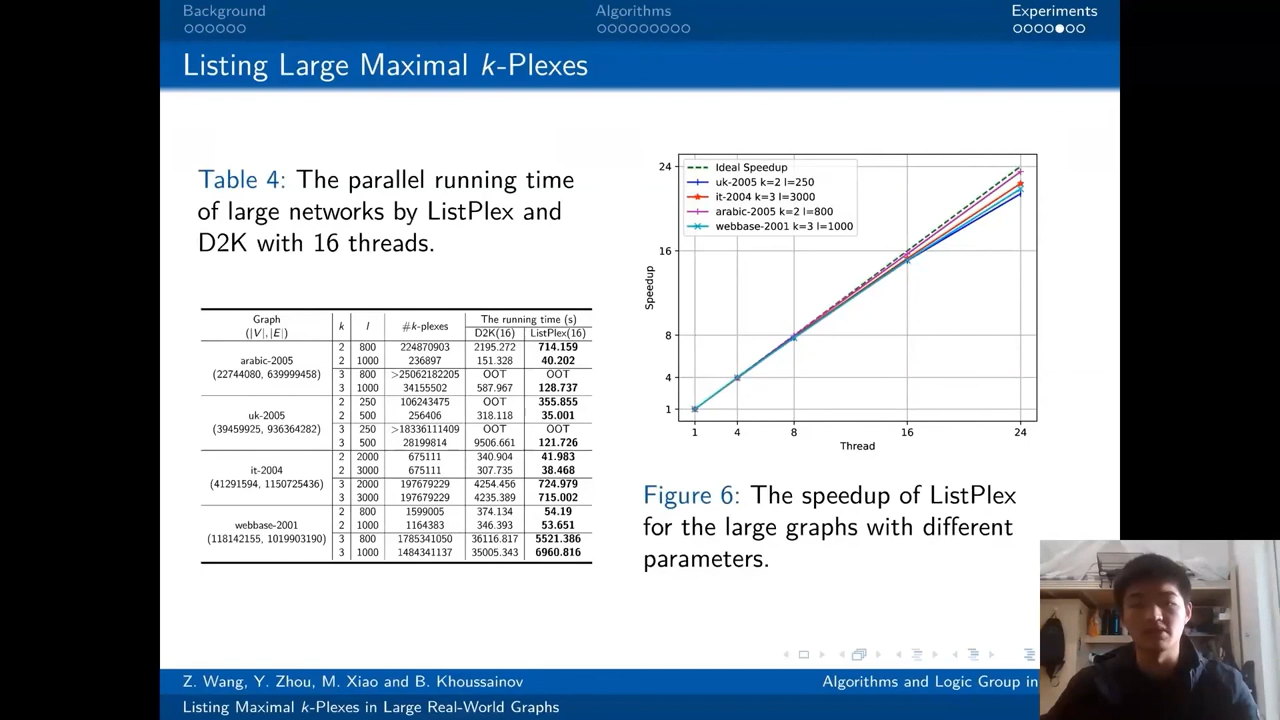 Background
Algorithms
Experiments
Listing Large Maximal k-Plexes
Table 4: The parallel running time
of large networks by ListPlex and
D2K with 16 threads.
Graph (|V|,|E|) k l #k-plexes The running time (s)
D2K(16) ListPlex(16)
2 800 224870903 2195.272 714.159
arabic-2005 2 1000 236897 151.328 40.202
(22744080, 639999458) 3 800 >25062182205 OOT OOT
3 1000 34155502 587.967 128.737
2 250 106243475 OOT 355.855
uk-2005 2 500 256406 318.118 35.001
(39459925, 936364282) 3 250 >18336111409 OOT OOT
3 500 28199814 9506.661 121.726
2 2000 675111 340.904 41.983
it-2004 2 3000 675111 307.735 38.468
(41291594, 1150725436) 3 2000 197679229 4254.456 724.979
3 3000 197679229 4235.389 715.002
2 800 1599005 374.134 54.19
webbase-2001 2 1000 1164383 346.393 53.651
(118142155, 1019903190) 3 800 1785341050 36116.817 5521.386
3 1000 1484341137 35005.343 6960.816
Ideal Speedup
uk-2005 k=2 l=250
it-2004 k=3 l=3000
arabic-2005 k=2 l=800
webbase-2001 k=3 l=1000
24
16
8
4
1
Speedup
1 4 8 16 24
Thread
Figure 6: The speedup of ListPlex
for the large graphs with different
parameters.
Z. Wang, Y. Zhou, M. Xiao and B. Khoussainov
Algorithms and Logic Group in
Listing Maximal k-Plexes in Large Real-World Graphs